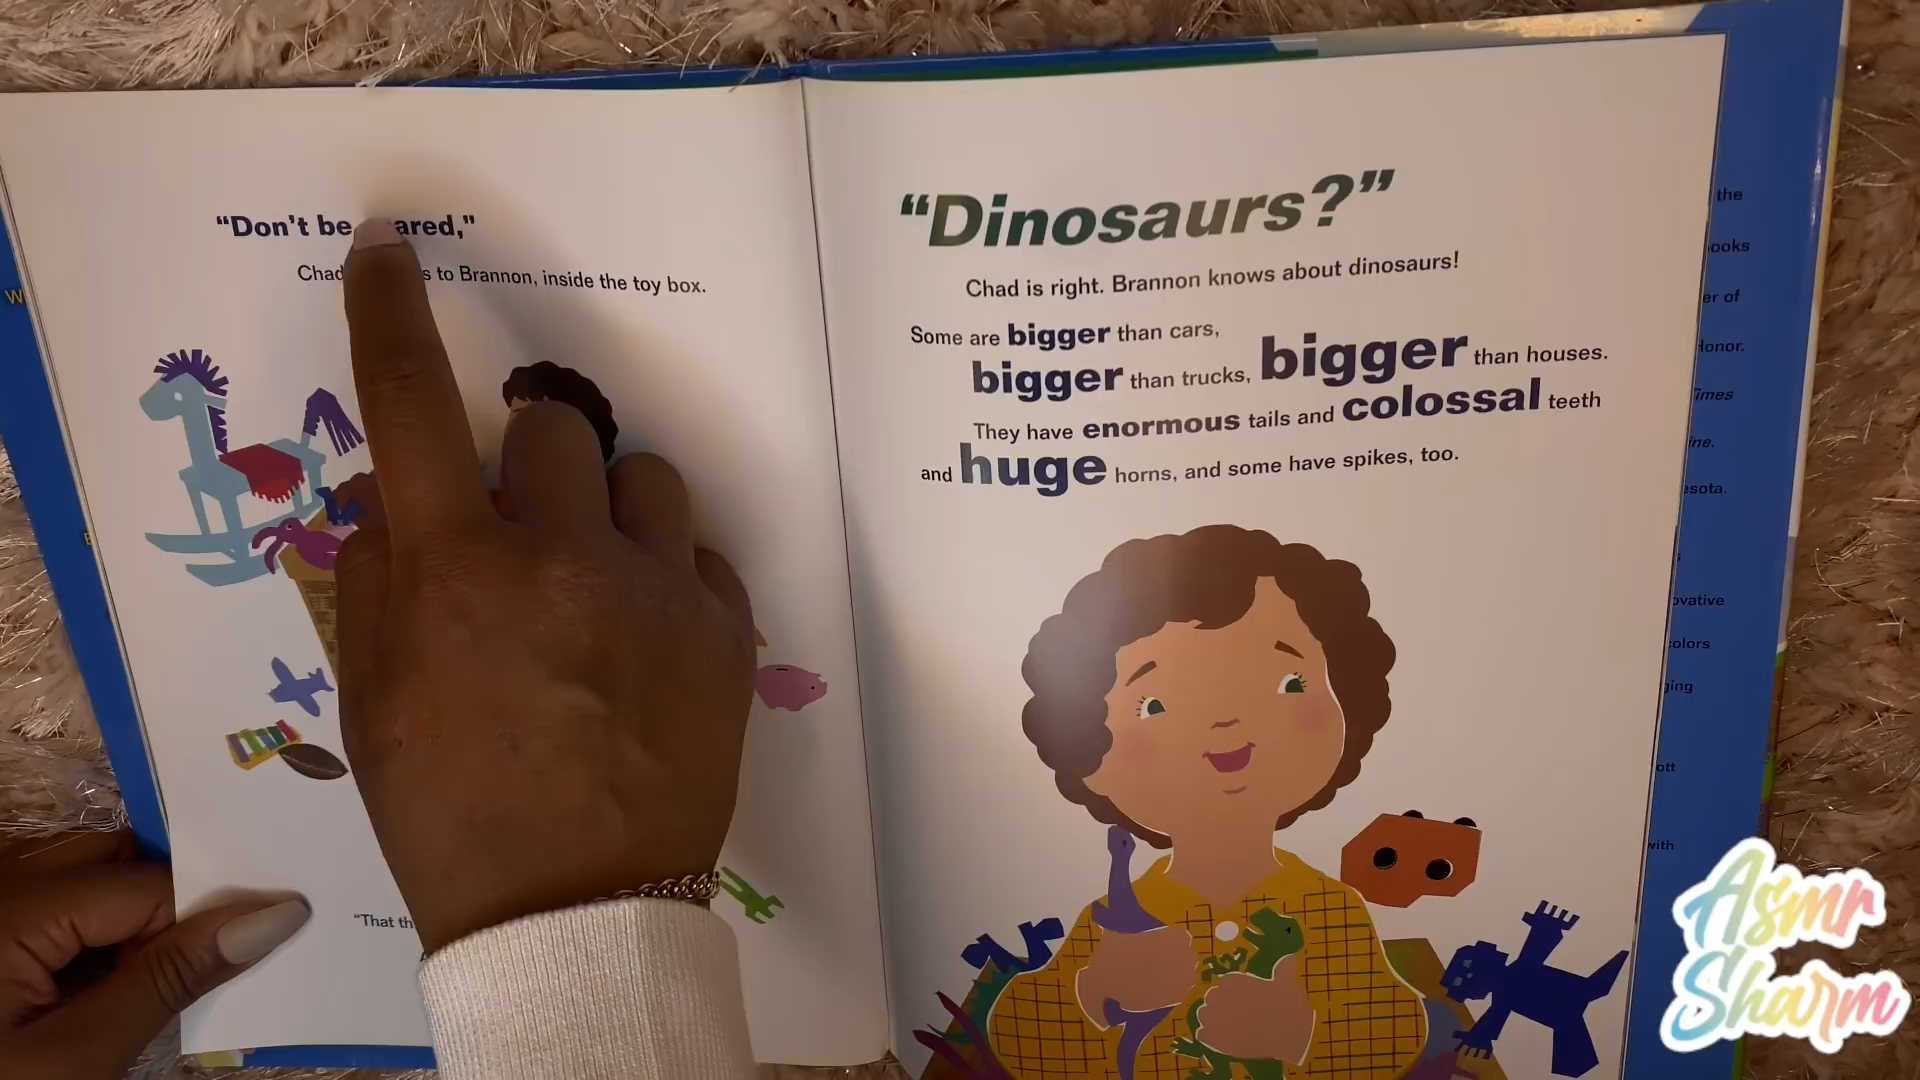 "Don't be ared,"
Chad s to Brannon, inside the toy box.
"That th
"Dinosaurs?"
Chad is right. Brannon knows about dinosaurs!
Some are bigger than cars,
bigger than trucks, bigger than houses.
They have enormous tails and colossal teeth
and huge horns, and some have spikes, too.
the
ooks
er of
Honor.
Times
ine.
esota.
s
ovative
colors
ging
ott
with
W
Asmr
Sharm